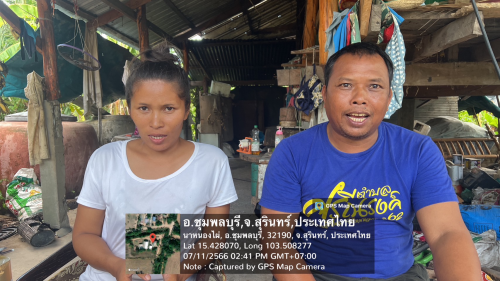 GPS Map Camera
อ.ชุมพลบุรี,จ.สุรินทร์,ประเทศไทย
นาหนองไผ่, อ.ชุมพลบุรี, 32190, จ.สุรินทร์, ประเทศไทย
Lat 15.428070, Long 103.508277
07/11/2566 02:41 PM GMT+07:00
Note : Captured by GPS Map Camera